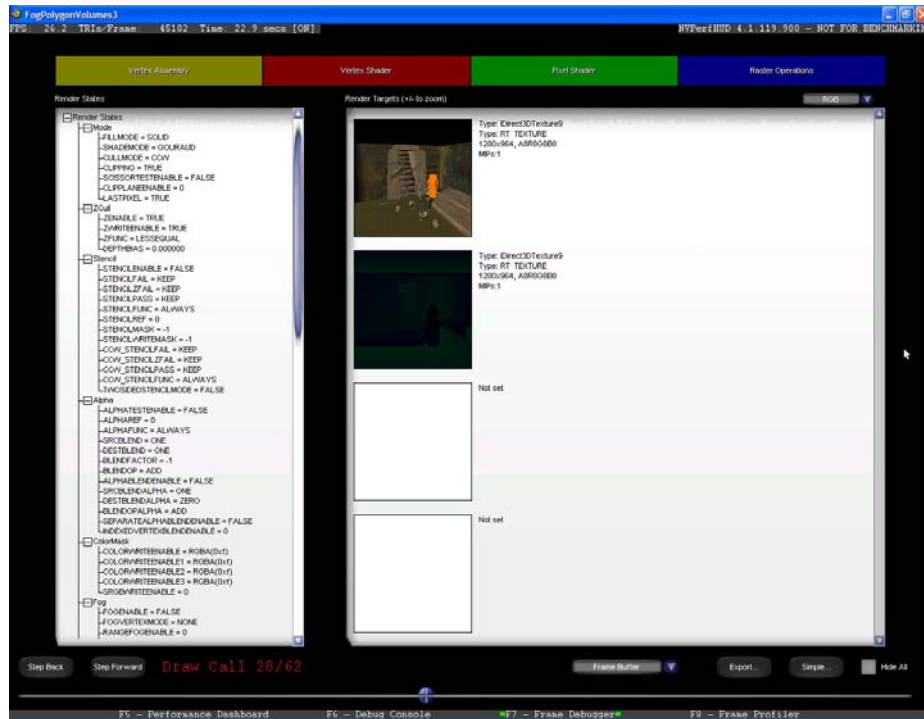 FogPolygonVolumes3
FPS: 26.2 TRIs/Frame: 45102 Time: 22.9 secs [ON]
NVPerfHUD 4.1.119.900 - NOT FOR BENCHMARKIN
Vertex Assembly
Vertex Shader
Pixel Shader
Raster Operations
Render States
Render Targets (+/- to zoom)
RGB
Render States
Mode
FILLMODE = SOLID
SHADEMODE = GOURAUD
CULLMODE = CCW
CLIPPING = TRUE
SCISSORTESTENABLE = FALSE
CLIPPLANEENABLE = 0
LASTPIXEL = TRUE
ZCull
ZENABLE = TRUE
ZWRITEENABLE = TRUE
ZFUNC = LESSEQUAL
DEPTHBIAS = 0.000000
Stencil
STENCILENABLE = FALSE
STENCILFAIL = KEEP
STENCILZFAIL = KEEP
STENCILPASS = KEEP
STENCILFUNC = ALWAYS
STENCILREF = 0
STENCILMASK = -1
STENCILWRITEMASK = -1
CCW_STENCILFAIL = KEEP
CCW_STENCILZFAIL = KEEP
CCW_STENCILPASS = KEEP
CCW_STENCILFUNC = ALWAYS
TWOSIDEDSTENCILMODE = FALSE
Alpha
ALPHATESTENABLE = FALSE
ALPHAREF = 0
ALPHAFUNC = ALWAYS
SRCBLEND = ONE
DESTBLEND = ONE
BLENDFACTOR = -1
BLENDOP = ADD
ALPHABLENDENABLE = FALSE
SRCBLENDALPHA = ONE
DESTBLENDALPHA = ZERO
BLENDOPALPHA = ADD
SEPARATEALPHABLENDENABLE = FALSE
INDEXEDVERTEXBLENDENABLE = 0
ColorMask
COLORWRITEENABLE = RGBA(0xf)
COLORWRITEENABLE1 = RGBA(0xf)
COLORWRITEENABLE2 = RGBA(0xf)
COLORWRITEENABLE3 = RGBA(0xf)
SRGBWRITEENABLE = 0
Fog
FOGENABLE = FALSE
FOGVERTEXMODE = NONE
RANGEFOGENABLE = 0
Type: IDirect3DTexture9
Type: RT TEXTURE
1280x964, A8R8G8B8
MIPs:1
Type: IDirect3DTexture9
Type: RT TEXTURE
1280x964, A8R8G8B8
MIPs:1
Not set
Not set
Step Back
Step Forward
Draw Call 28/62
Frame Buffer
Export...
Simple ...
Hide All
F5 - Performance Dashboard
F6 - Debug Console
F7 - Frame Debugger
F8 - Frame Profiler